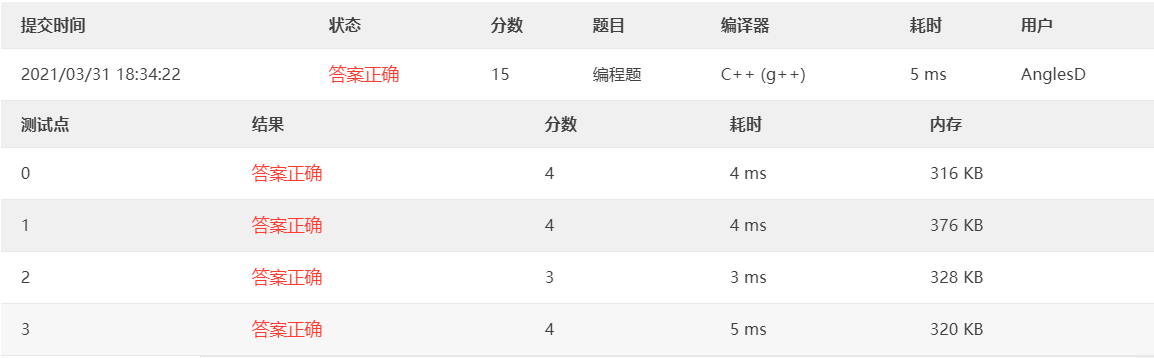 提交时间 状态 分数 题目 编译器 耗时 用户
2021/03/31 18:34:22 答案正确 15 编程题 C++ (g++) 5 ms AnglesD
测试点 结果 分数 耗时 内存
0 答案正确 4 4 ms 316 KB
1 答案正确 4 4 ms 376 KB
2 答案正确 3 3 ms 328 KB
3 答案正确 4 5 ms 320 KB